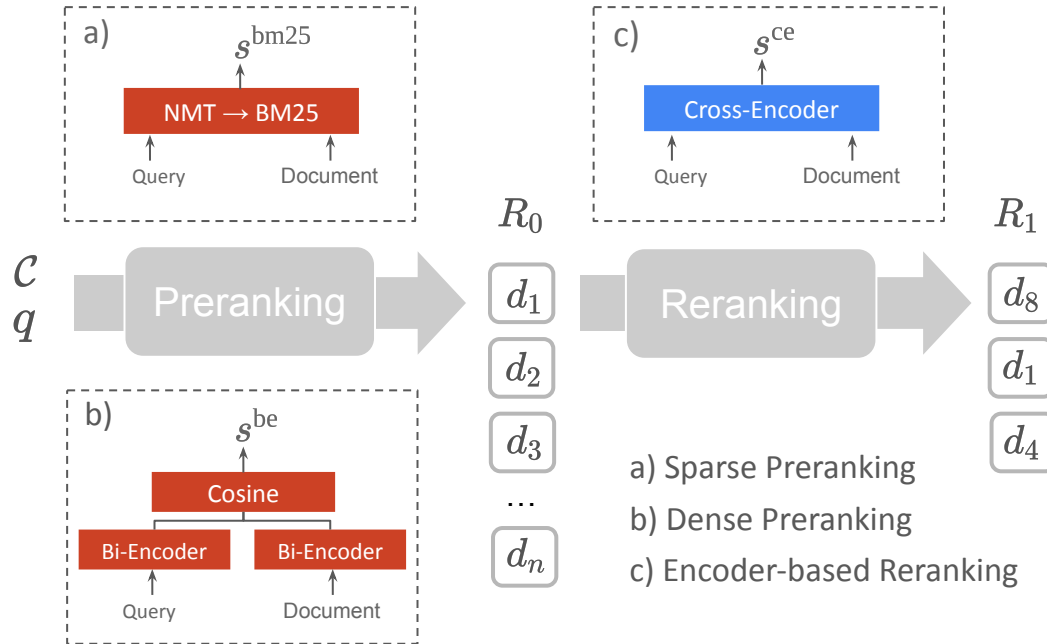 a)
s^bm25
NMT → BM25
Query
Document
c)
s^ce
Cross-Encoder
Query
Document
C
q
Preranking
R_0
d_1
d_2
d_3
...
d_n
Reranking
R_1
d_8
d_1
d_4
b)
s^be
Cosine
Bi-Encoder
Bi-Encoder
Query
Document
a) Sparse Preranking
b) Dense Preranking
c) Encoder-based Reranking